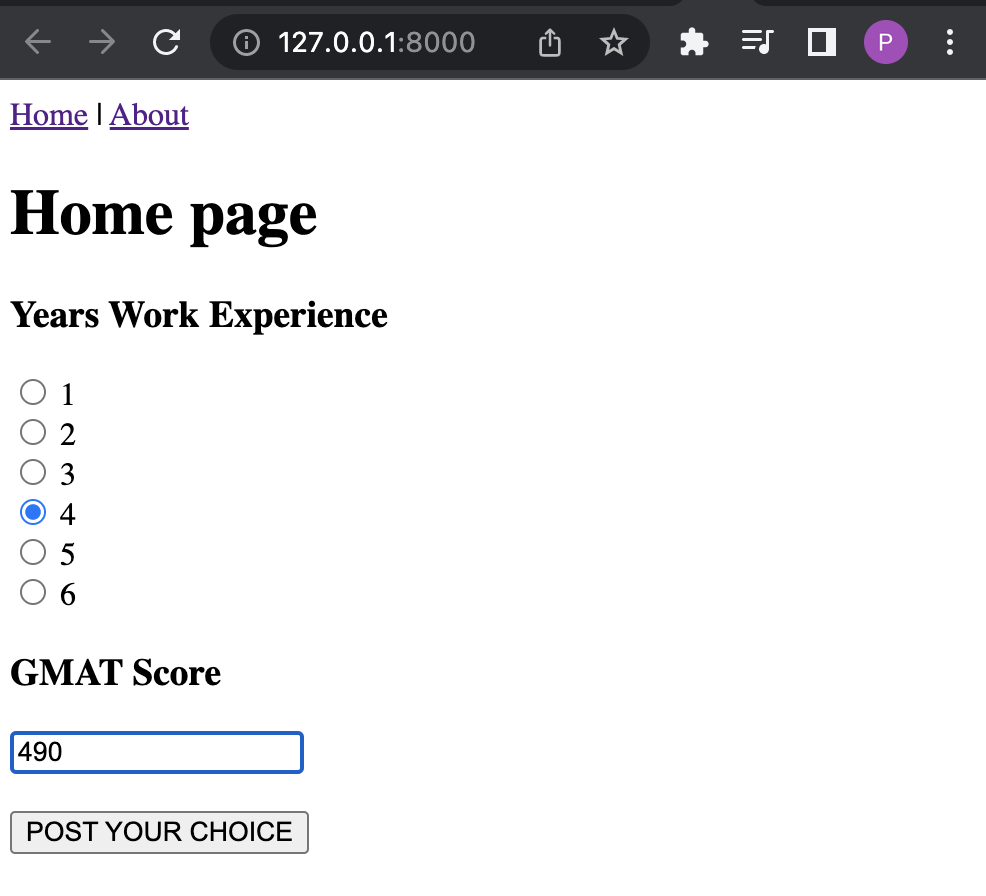 127.0.0.1:8000
P
Home | About
Home page
Years Work Experience
1
2
3
4
5
6
GMAT Score
490
POST YOUR CHOICE